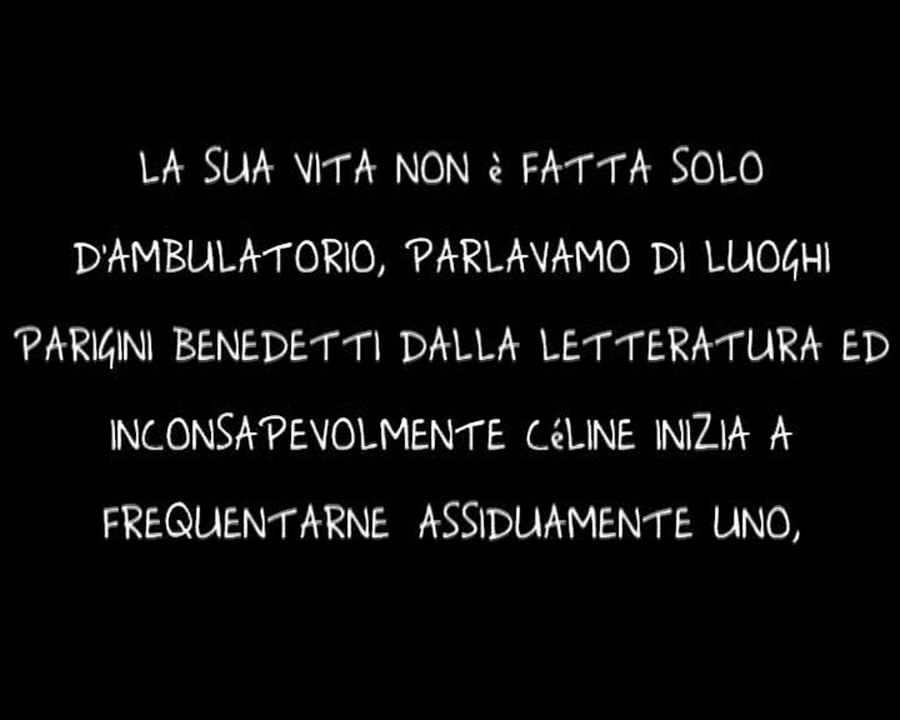 LA SUA VITA NON è FATTA SOLO
D'AMBULATORIO, PARLAVAMO DI LUOGHI
PARIGINI BENEDETTI DALLA LETTERATURA ED
INCONSAPEVOLMENTE CéLINE INIZIA A
FREQUENTARNE ASSIDUAMENTE UNO,